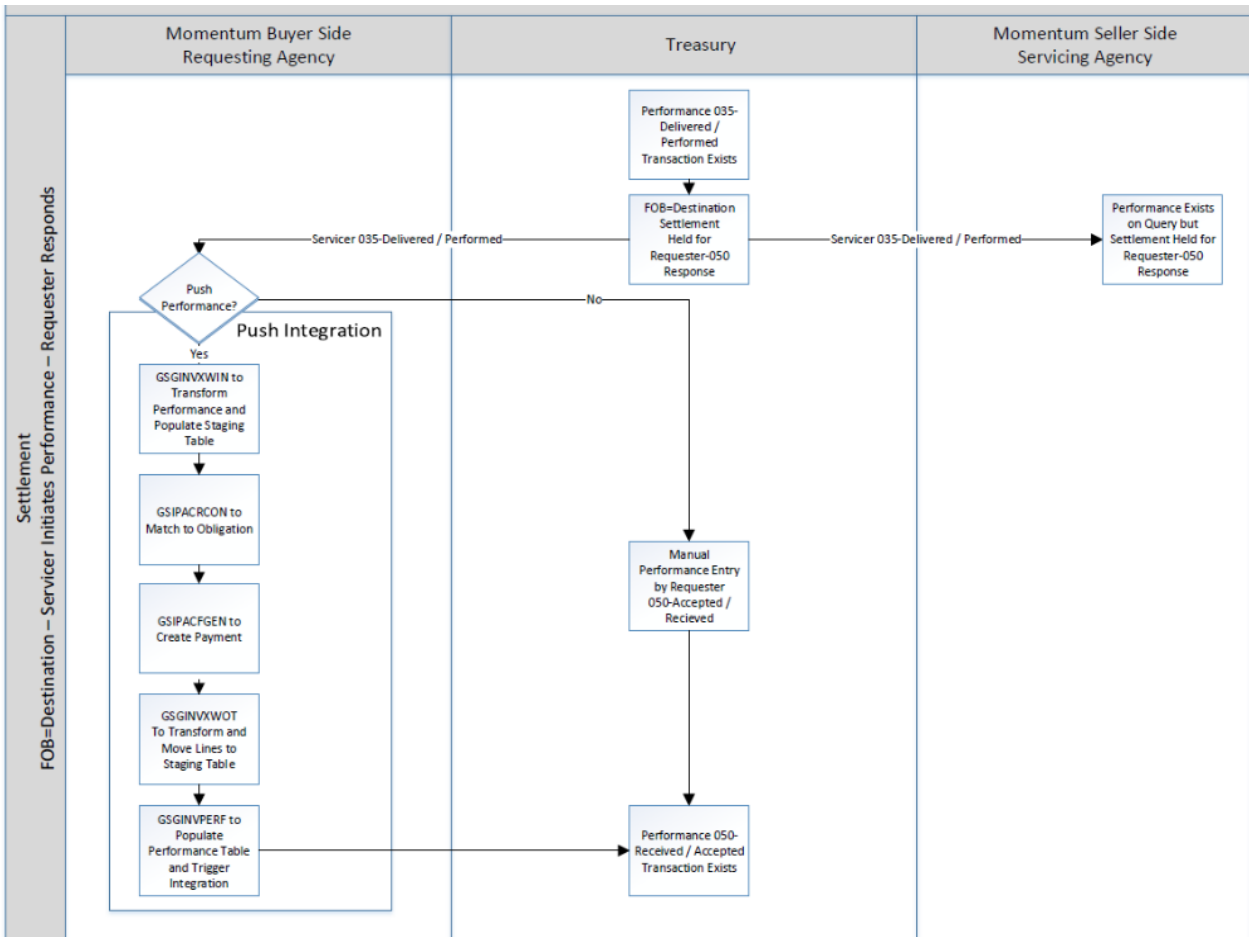 Settlement
FOB=Destination – Servicer Initiates Performance – Requester Responds
Momentum Buyer Side
Requesting Agency
Treasury
Momentum Seller Side
Servicing Agency
Performance 035-
Delivered /
Performed
Transaction Exists
FOB=Destination
Settlement
Held for
Requester-050
Response
Servicer 035-Delivered / Performed
Servicer 035-Delivered / Performed
Performance Exists
on Query but
Settlement Held for
Requester-050
Response
Push
Performance?
No
Push Integration
Yes
GSGINVXWIN to
Transform
Performance and
Populate Staging
Table
GSIPACRCON to
Match to Obligation
GSIPACFGEN to
Create Payment
GSGINVXWOT
To Transform and
Move Lines to
Staging Table
GSGINVPERF to
Populate
Performance Table
and Trigger
Integration
Manual
Performance Entry
by Requester
050-Accepted /
Recieved
Performance 050-
Received / Accepted
Transaction Exists